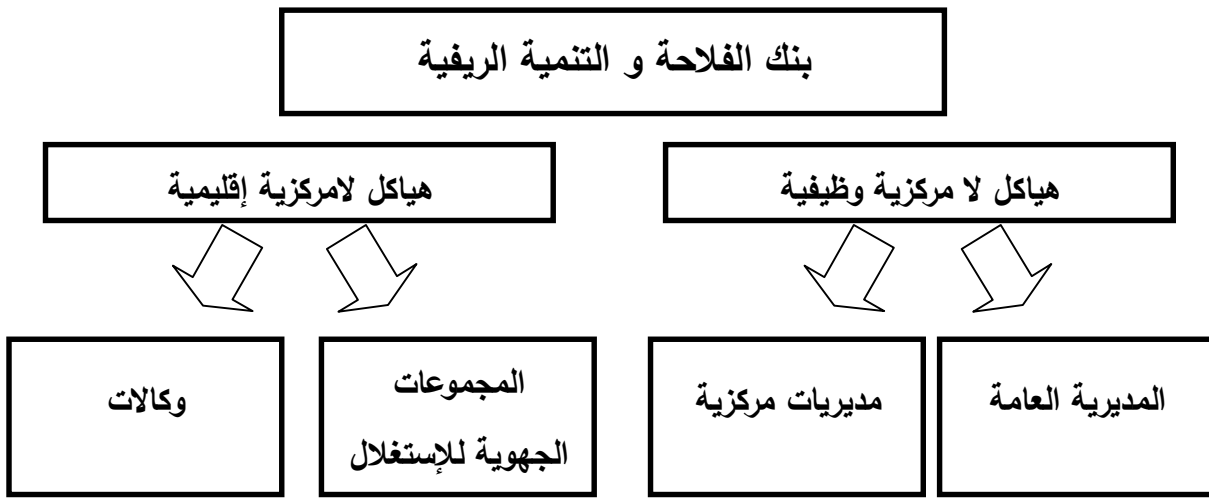 بنك الفلاحة و التنمية الريفية
هياكل لا مركزية وظيفية
هياكل لامركزية إقليمية
المديرية العامة
مديريات مركزية
المجموعات
الجهوية للإستغلال
وكالات